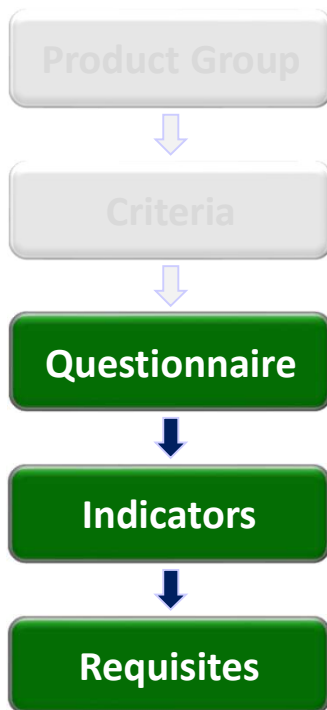 Product Group
Criteria
Questionnaire
Indicators
Requisites